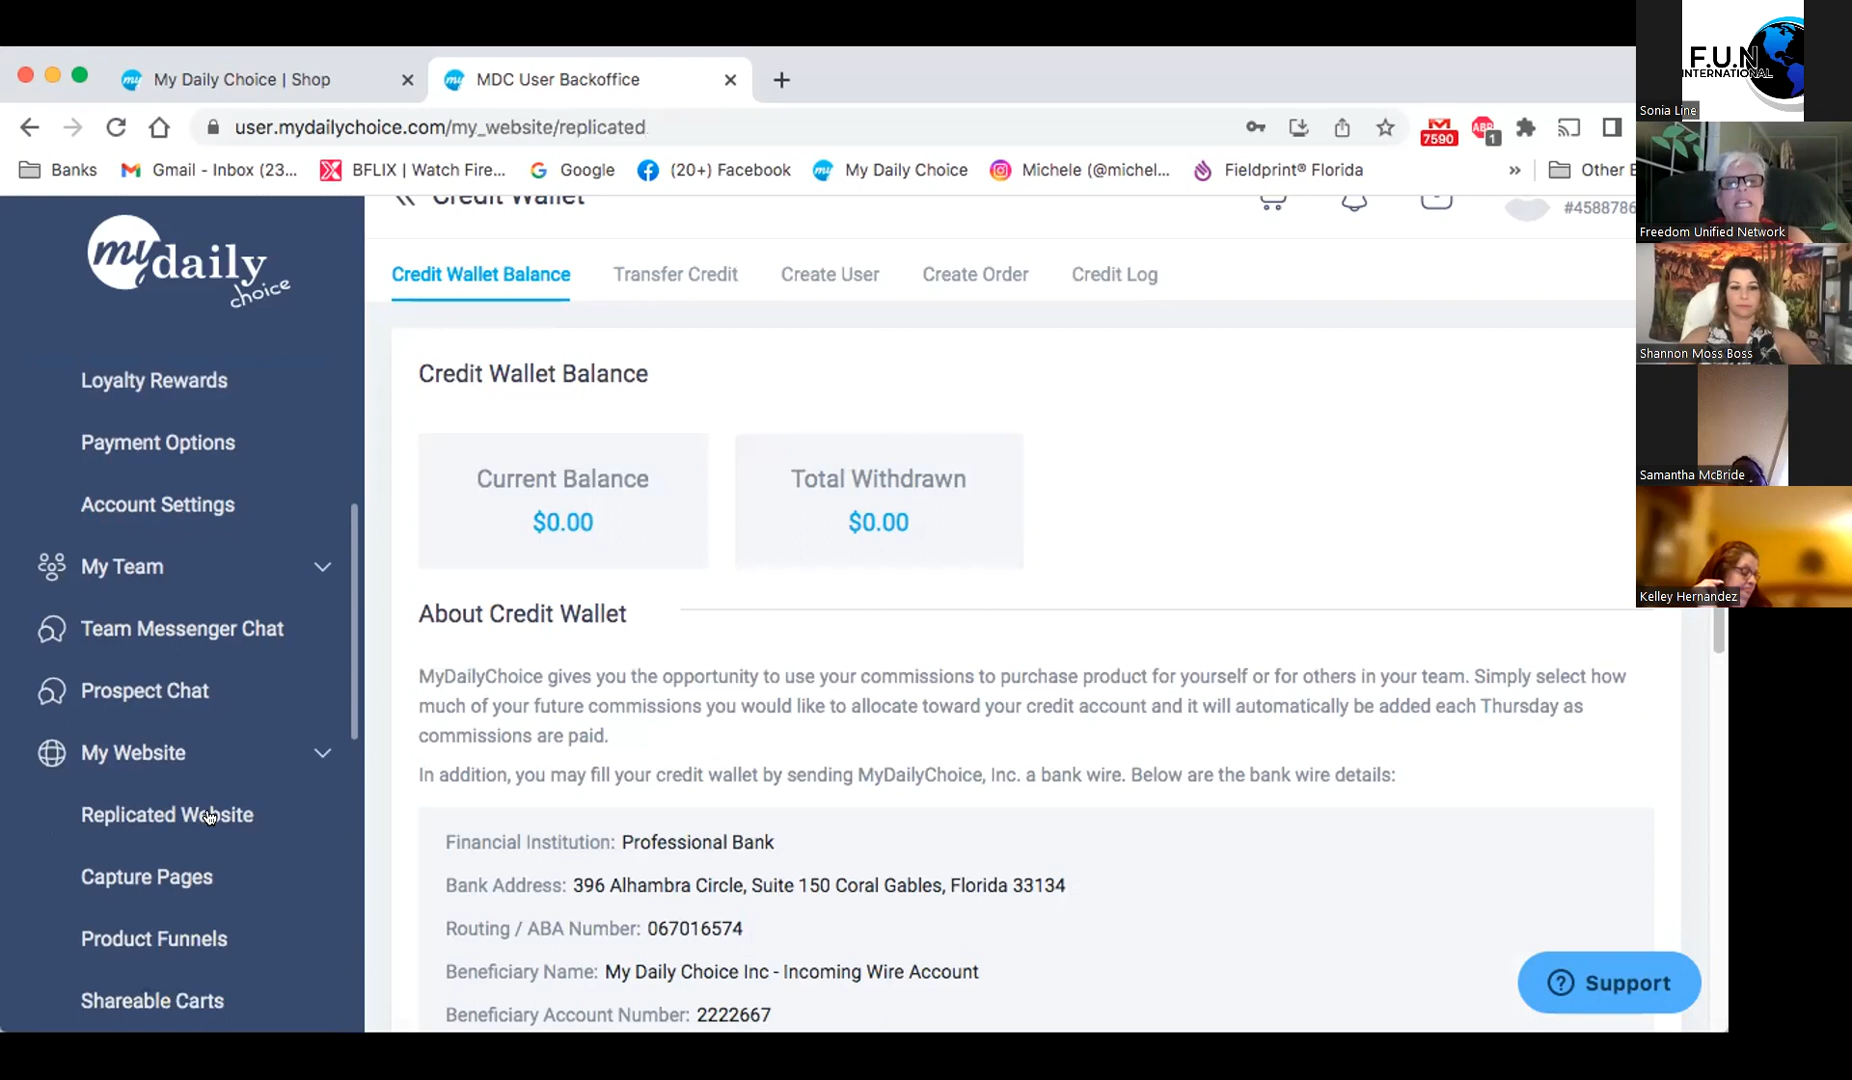 My Daily Choice | Shop
MDC User Backoffice
user.mydailychoice.com/my_website/replicated
7590
ABP
1
Banks
Gmail - Inbox (23...
BFLIX | Watch Fire...
Google
(20+) Facebook
My Daily Choice
Michele (@michel...
Fieldprint® Florida
»
Other
my daily choice
Loyalty Rewards
Payment Options
Account Settings
My Team
Team Messenger Chat
Prospect Chat
My Website
Replicated Website
Capture Pages
Product Funnels
Shareable Carts
Credit Wallet
#4588786
Credit Wallet Balance
Transfer Credit
Create User
Create Order
Credit Log
Credit Wallet Balance
Current Balance
$0.00
Total Withdrawn
$0.00
About Credit Wallet
MyDailyChoice gives you the opportunity to use your commissions to purchase product for yourself or for others in your team. Simply select how
much of your future commissions you would like to allocate toward your credit account and it will automatically be added each Thursday as
commissions are paid.
In addition, you may fill your credit wallet by sending MyDailyChoice, Inc. a bank wire. Below are the bank wire details:
Financial Institution: Professional Bank
Bank Address: 396 Alhambra Circle, Suite 150 Coral Gables, Florida 33134
Routing / ABA Number: 067016574
Beneficiary Name: My Daily Choice Inc - Incoming Wire Account
Beneficiary Account Number: 2222667
Support
F.U.N
INTERNATIONAL
Sonia Line
Freedom Unified Network
Shannon Moss Boss
Samantha McBride
Kelley Hernandez